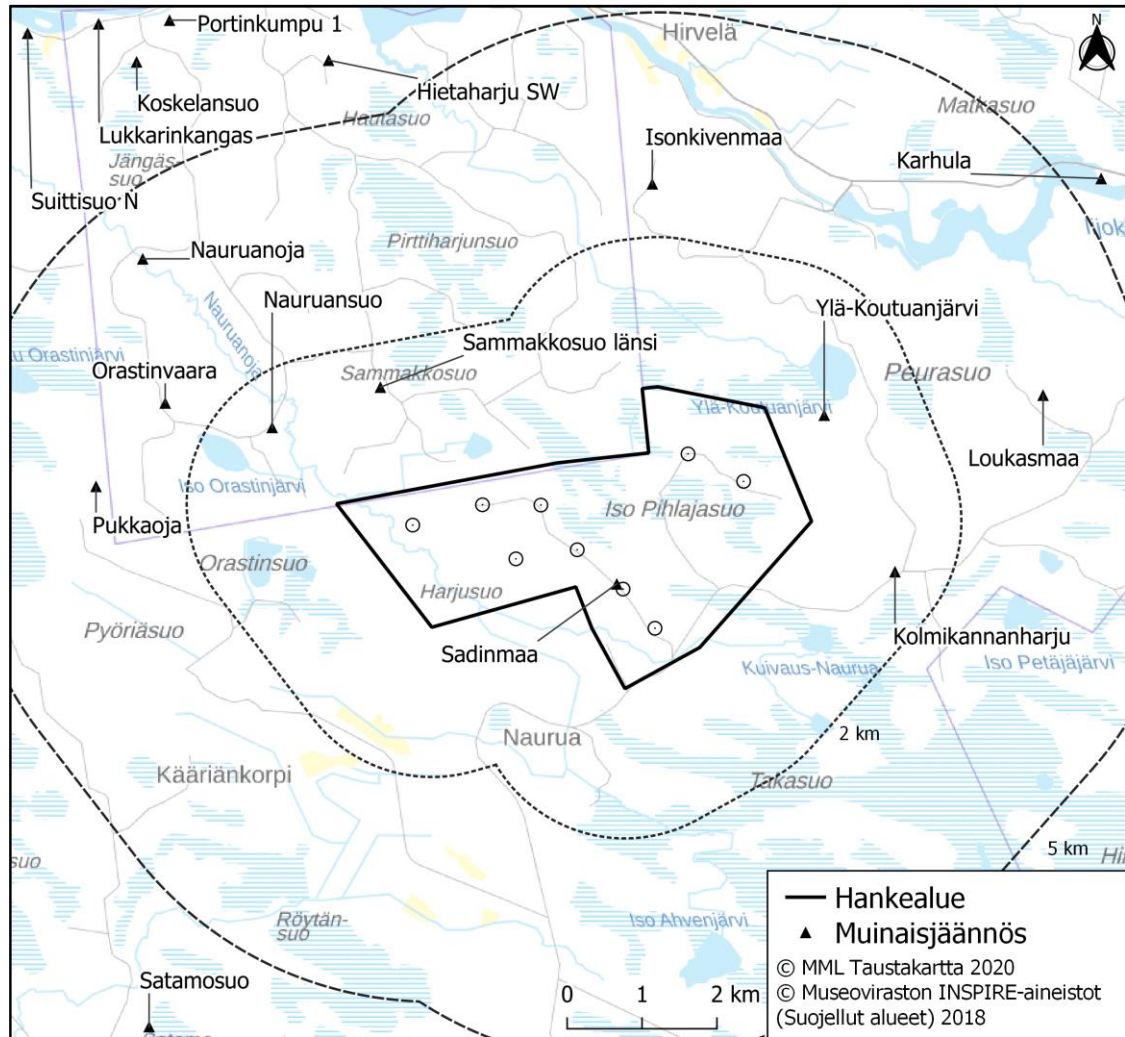 Portinkumpu 1
N
Hirvelä
Koskelansuo
Hietaharju SW
Matkasuo
Lukkarinkangas
Hautasuo
Isonkivenmaa
Karhula
Jängäs-
suo
Suittisuo N
Iijok
Pirttiharjunsuo
Nauruanoja
Nauruansuo
Nauruanoja
Ylä-Koutuanjärvi
Sammakkosuo länsi
u Orastinjärvi
Orastinvaara
Sammakkosuo
Peurasuo
Ylä-Koutuanjärvi
Loukasmaa
Iso Orastinjärvi
Pukkaoja
Iso Pihlajasuo
Orastinsuo
Harjusuo
Pyöriäsuo
Kolmikannanharju
Sadinmaa
Kuivaus-Naurua
Iso Petäjäjärvi
2 km
Naurua
Kääriänkorpi
Takasuo
5 km
suo
Hi
Hankealue
Muinaisjäännös
Röytän-
suo
Iso Ahvenjärvi
© MML Taustakartta 2020
© Museoviraston INSPIRE-aineistot
(Suojellut alueet) 2018
Satamosuo
0 1 2 km